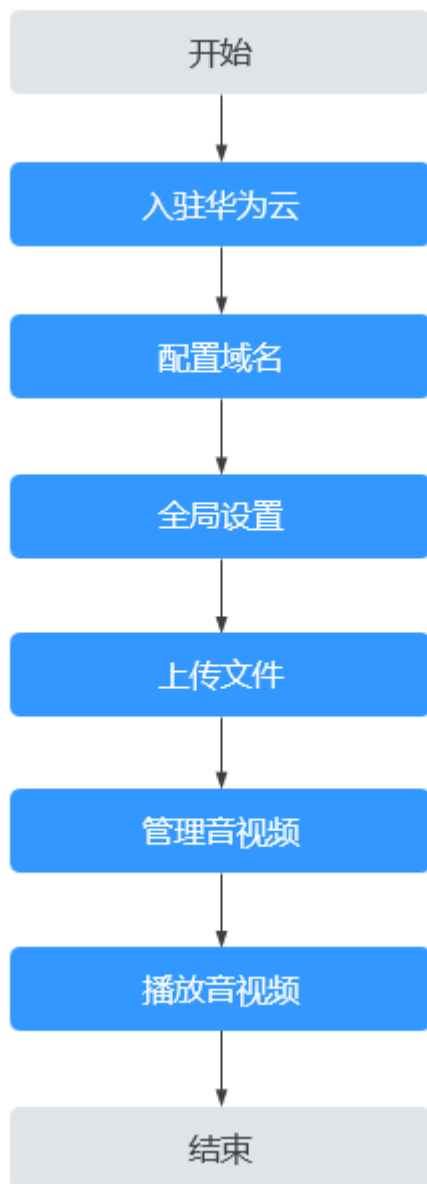 开始
入驻华为云
配置域名
全局设置
上传文件
管理音视频
播放音视频
结束